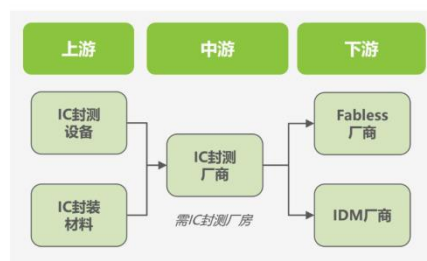 上游
中游
下游
IC封测
设备
IC封装
材料
IC封测
厂商
需IC封测厂房
Fabless
厂商
IDM厂商